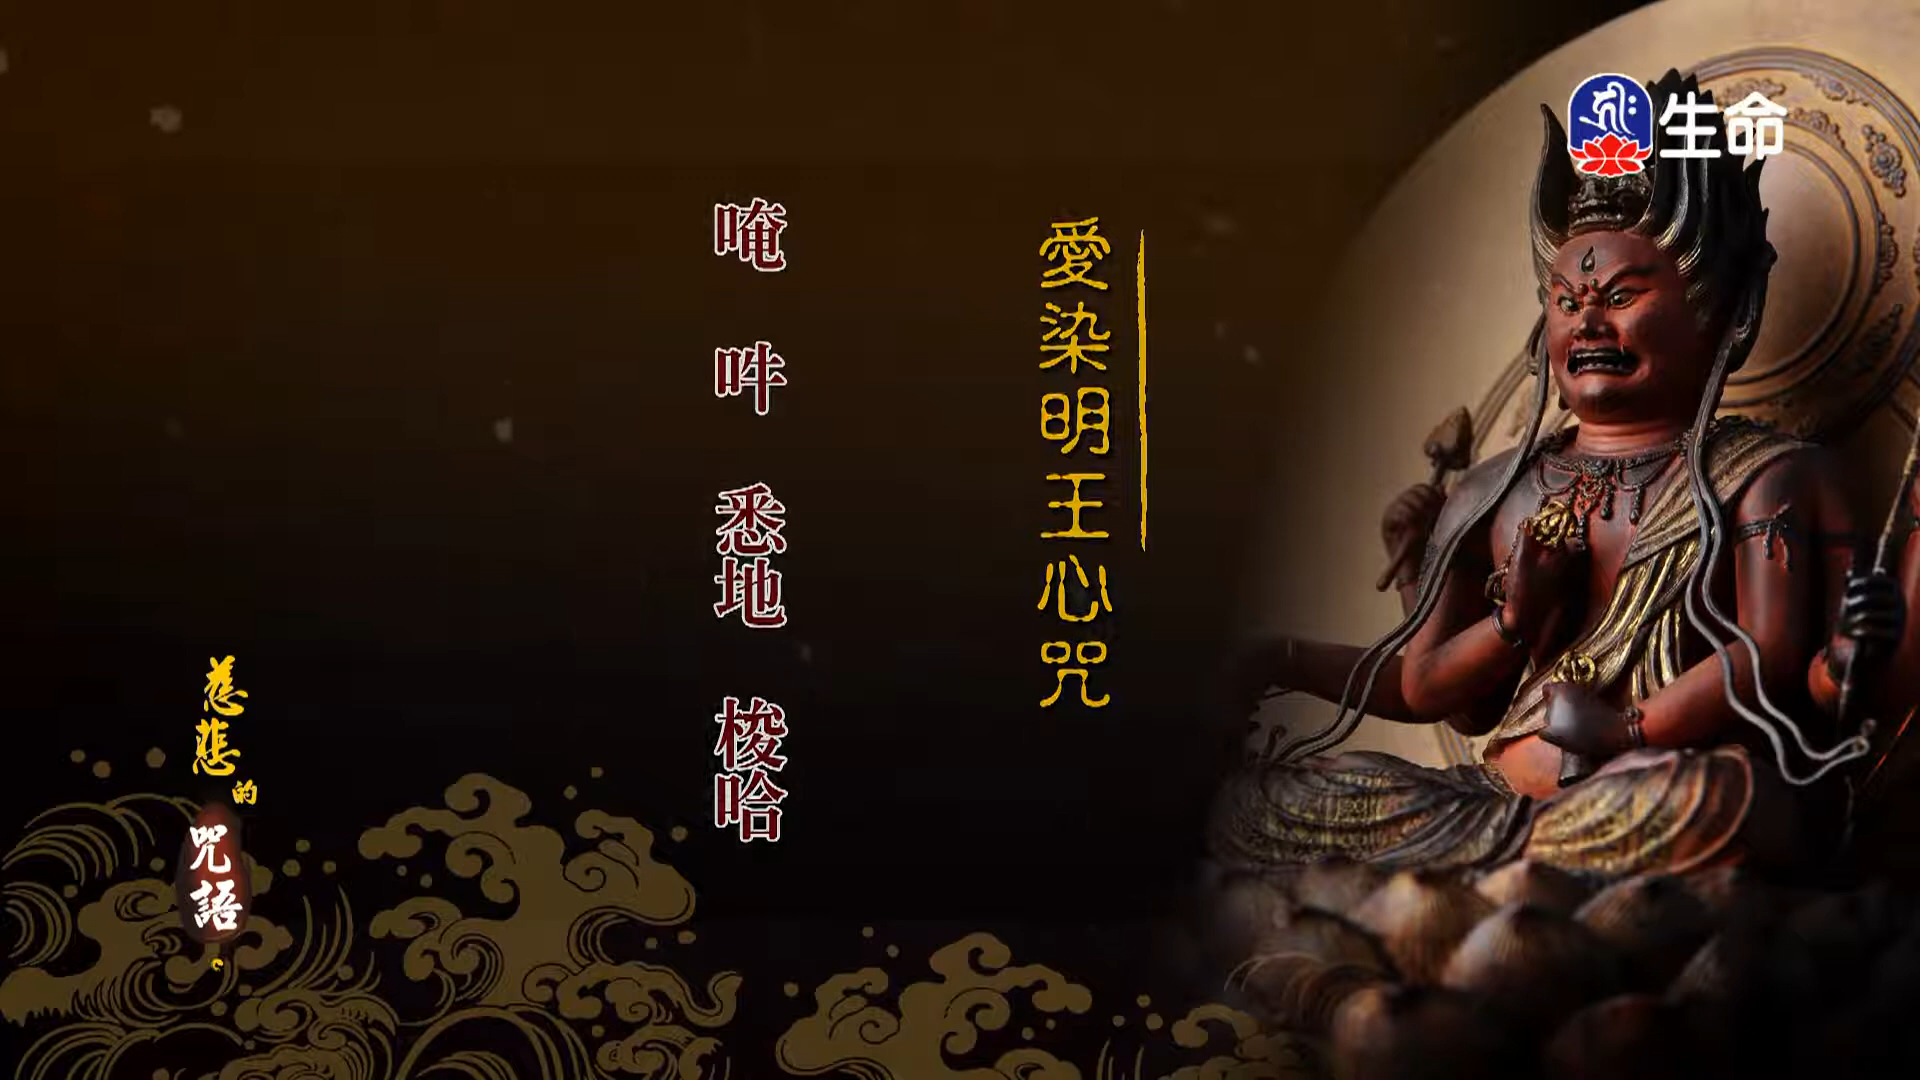 生命
愛染明王心咒
唵 吽 悉地 梭哈
慈悲的咒語